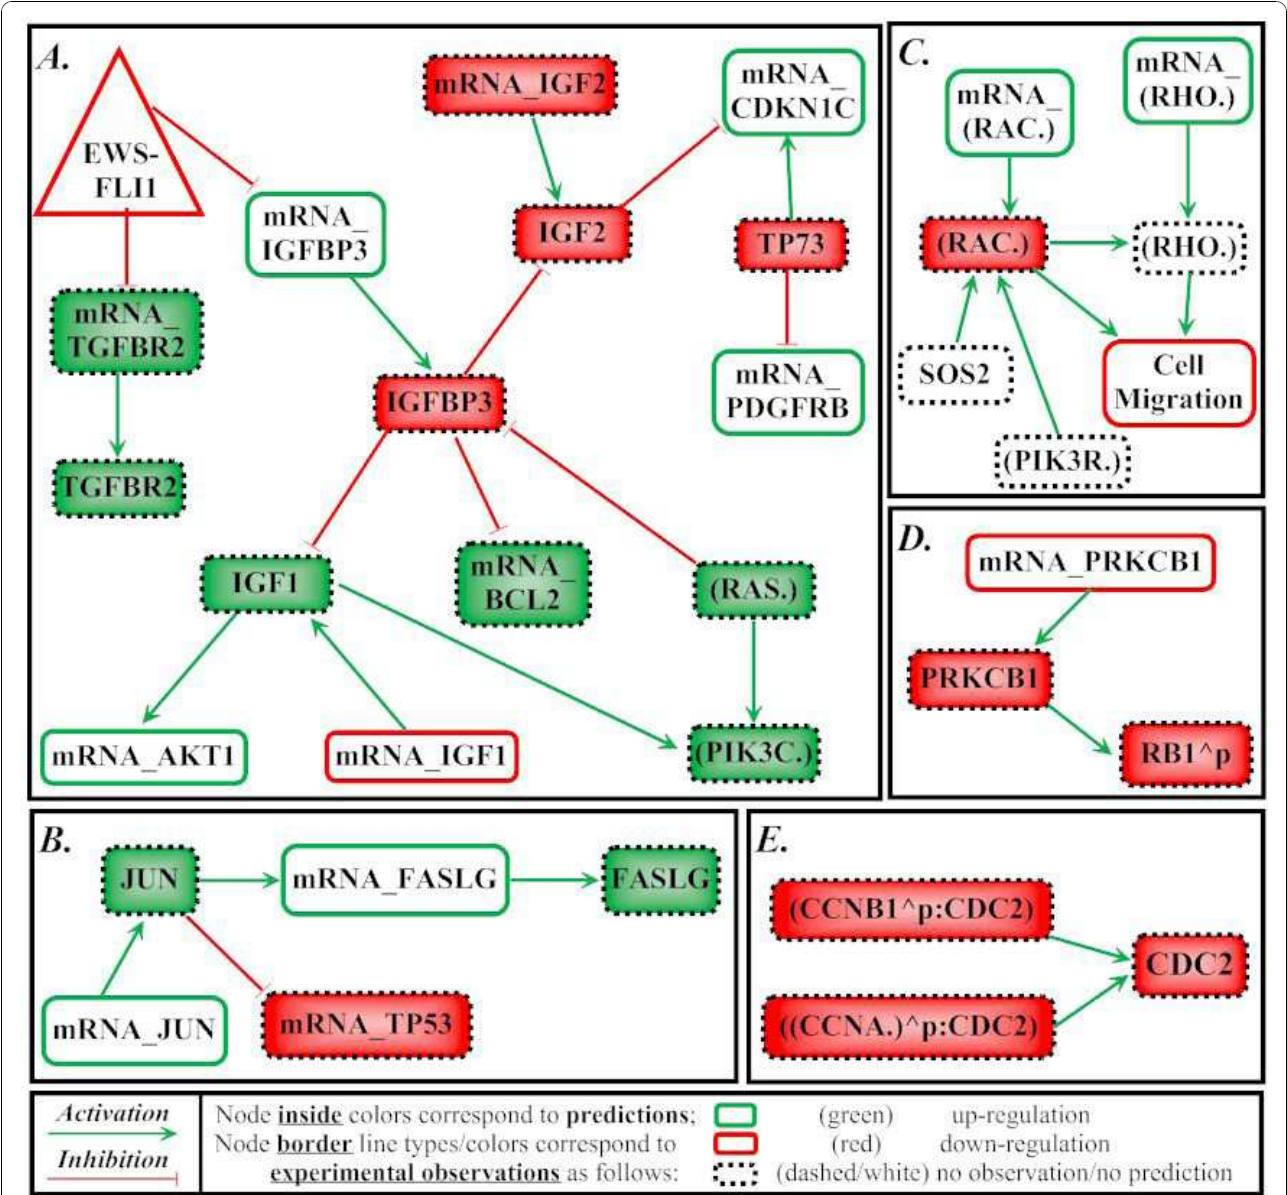 A.
EWS-
FLI1
mRNA_IGF2
mRNA_
CDKN1C
mRNA_
IGFBP3
IGF2
TP73
mRNA_
TGFBR2
mRNA_
PDGFRB
IGFBP3
TGFBR2
IGF1
mRNA_
BCL2
(RAS.)
mRNA_AKT1
mRNA_IGF1
(PIK3C.)
C.
mRNA_
(RAC.)
mRNA_
(RHO.)
(RAC.)
(RHO.)
SOS2
Cell
Migration
(PIK3R.)
D.
mRNA_PRKCB1
PRKCB1
RB1^p
B.
JUN
mRNA_FASLG
FASLG
mRNA_JUN
mRNA_TP53
E.
(CCNB1^p:CDC2)
CDC2
((CCNA.)^p:CDC2)
Activation
Inhibition
Node inside colors correspond to predictions;
Node border line types/colors correspond to
experimental observations as follows:
(green) up-regulation
(red) down-regulation
(dashed/white) no observation/no prediction